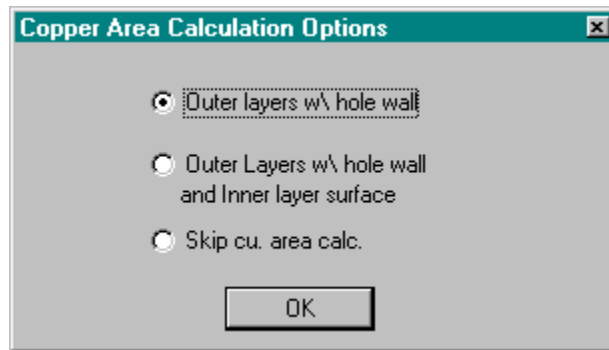 Copper Area Calculation Options
Outer layers w\ hole wall
Outer Layers w\ hole wall
and Inner layer surface
Skip cu. area calc.
OK